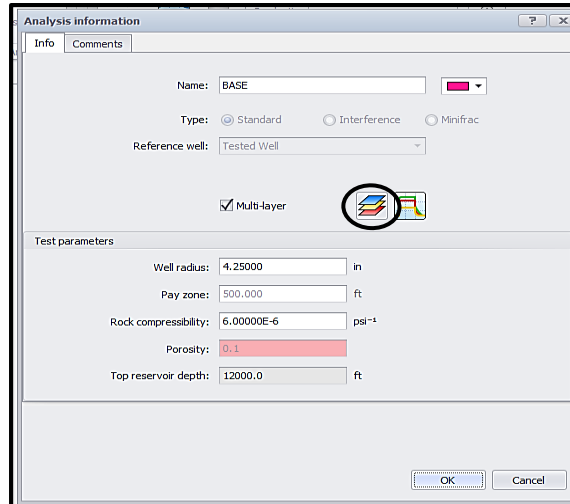 Analysis information
Info Comments
Name: BASE
Type: Standard Interference Minifrac
Reference well: Tested Well
Multi-layer
Test parameters
Well radius: 4.25000 in
Pay zone: 500.000 ft
Rock compressibility: 6.00000E-6 psi⁻¹
Porosity: 0.1
Top reservoir depth: 12000.0 ft
OK Cancel